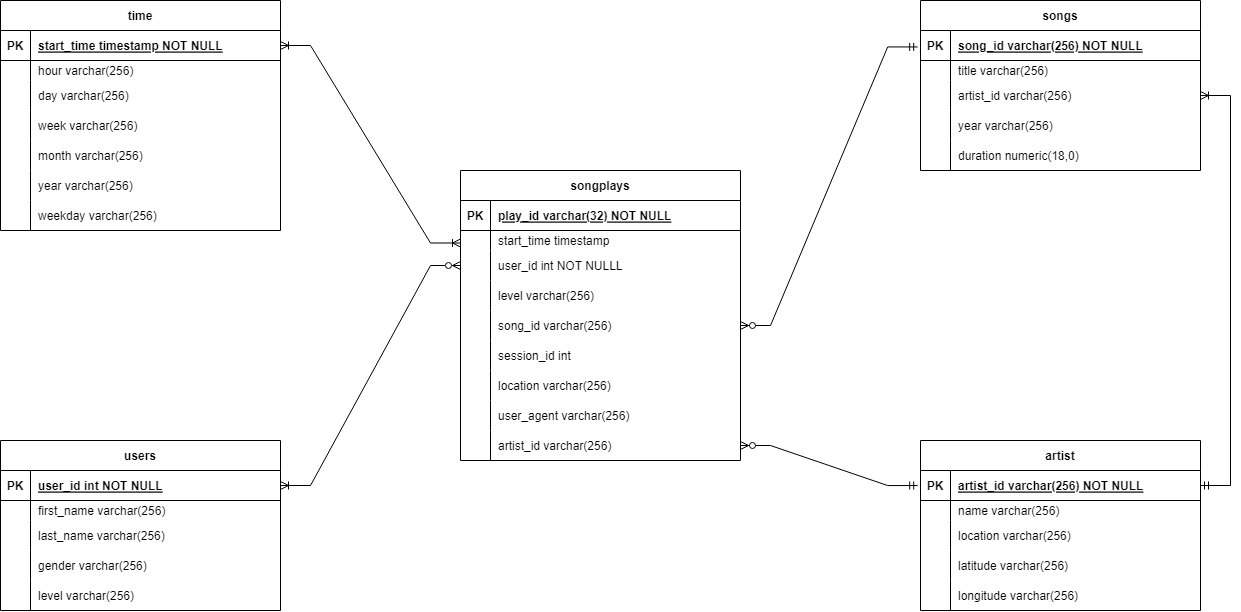 time
PK start_time timestamp NOT NULL
hour varchar(256)
day varchar(256)
week varchar(256)
month varchar(256)
year varchar(256)
weekday varchar(256)
songs
PK song_id varchar(256) NOT NULL
title varchar(256)
artist_id varchar(256)
year varchar(256)
duration numeric(18,0)
songplays
PK play_id varchar(32) NOT NULL
start_time timestamp
user_id int NOT NULLL
level varchar(256)
song_id varchar(256)
session_id int
location varchar(256)
user_agent varchar(256)
artist_id varchar(256)
users
PK user_id int NOT NULL
first_name varchar(256)
last_name varchar(256)
gender varchar(256)
level varchar(256)
artist
PK artist_id varchar(256) NOT NULL
name varchar(256)
location varchar(256)
latitude varchar(256)
longitude varchar(256)